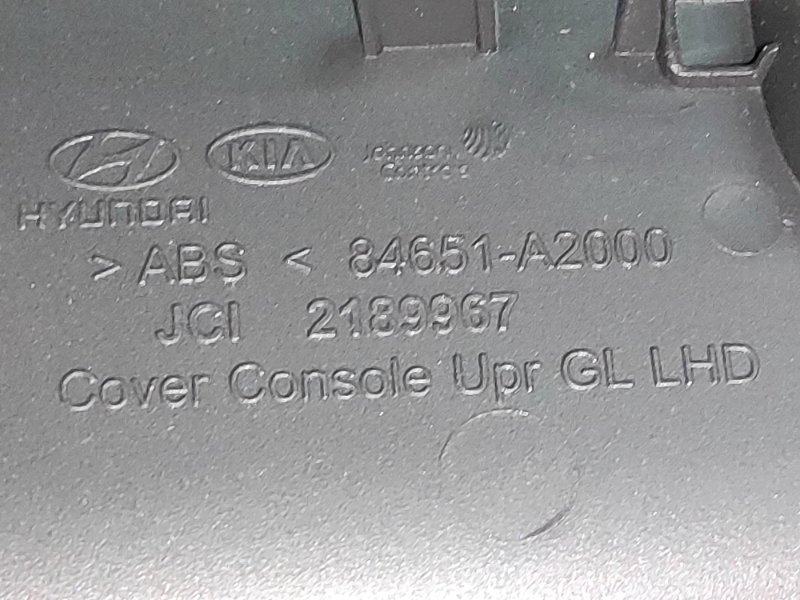 KIA Johnson
Controls
HYUNDAI
> ABS < 84651-A2000
JCI 2189967
Cover Console Upr GL LHD